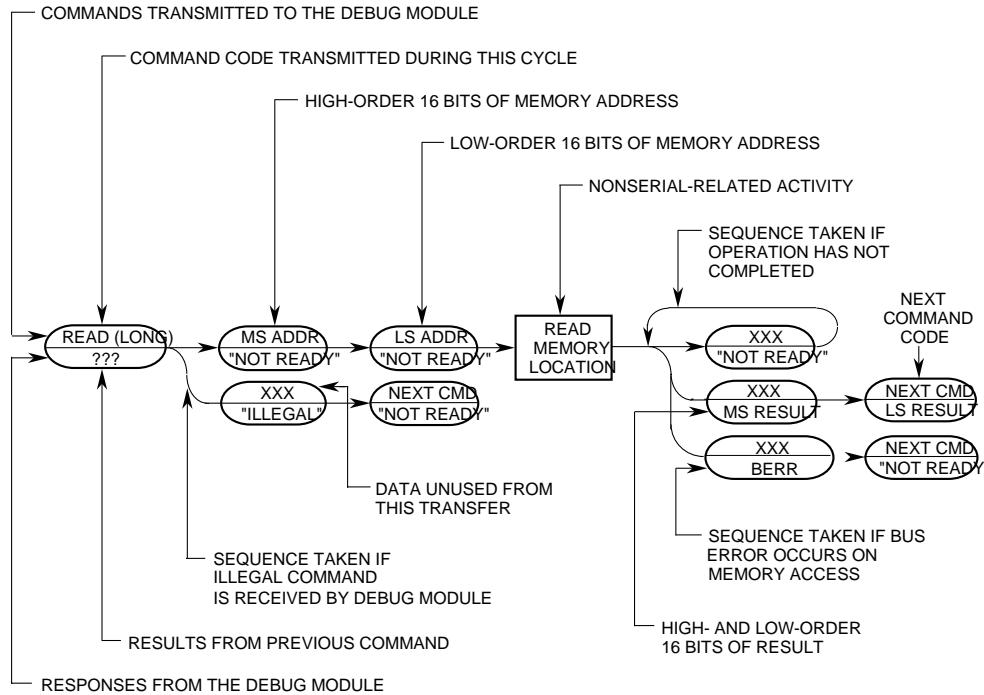 COMMANDS TRANSMITTED TO THE DEBUG MODULE
COMMAND CODE TRANSMITTED DURING THIS CYCLE
HIGH-ORDER 16 BITS OF MEMORY ADDRESS
LOW-ORDER 16 BITS OF MEMORY ADDRESS
NONSERIAL-RELATED ACTIVITY
SEQUENCE TAKEN IF
OPERATION HAS NOT
COMPLETED
NEXT
COMMAND
CODE
READ (LONG)
???
MS ADDR
"NOT READY"
LS ADDR
"NOT READY"
READ
MEMORY
LOCATION
XXX
"NOT READY"
XXX
"ILLEGAL"
NEXT CMD
"NOT READY"
XXX
MS RESULT
NEXT CMD
LS RESULT
XXX
BERR
NEXT CMD
"NOT READY
DATA UNUSED FROM
THIS TRANSFER
SEQUENCE TAKEN IF
ILLEGAL COMMAND
IS RECEIVED BY DEBUG MODULE
SEQUENCE TAKEN IF BUS
ERROR OCCURS ON
MEMORY ACCESS
HIGH- AND LOW-ORDER
16 BITS OF RESULT
RESULTS FROM PREVIOUS COMMAND
RESPONSES FROM THE DEBUG MODULE